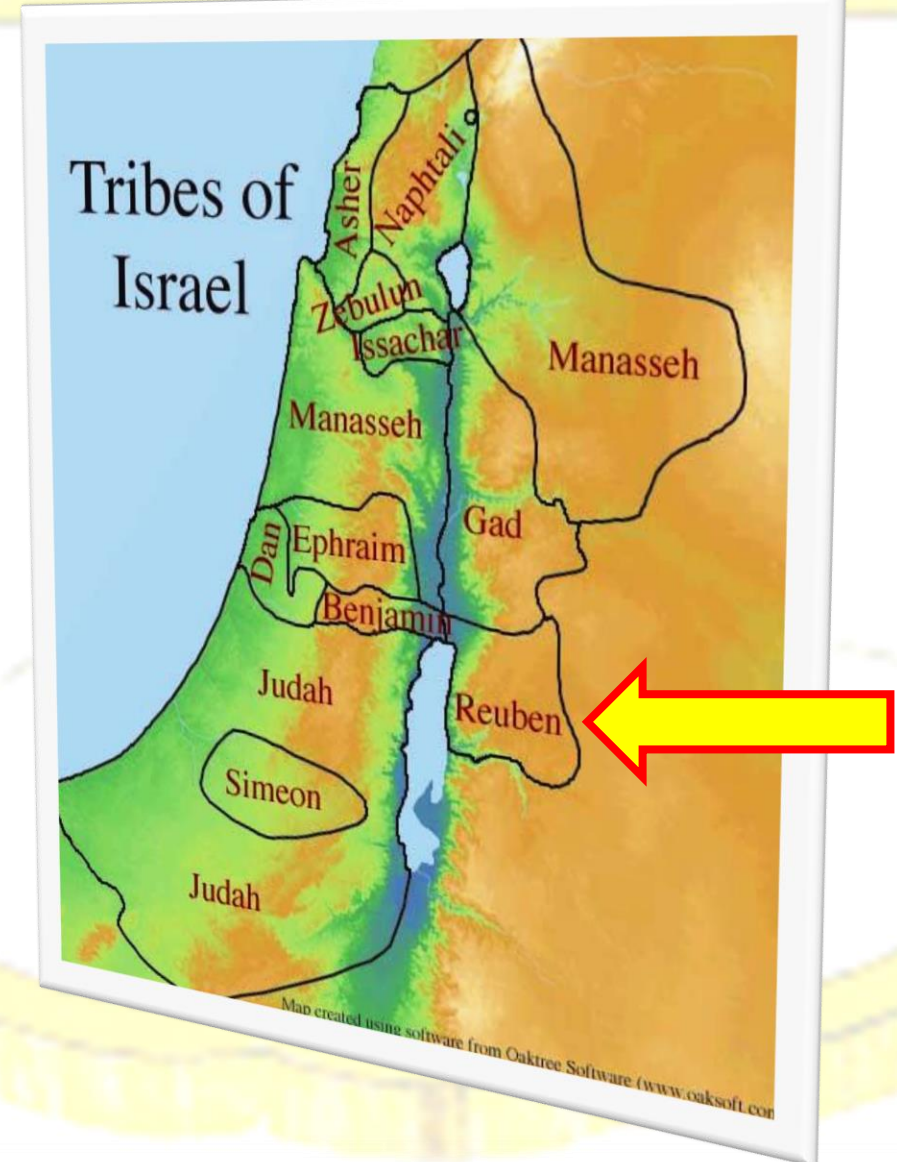 Tribes of
Israel
Asher
Naphtali
Zebulun
Issachar
Manasseh
Manasseh
Gad
Dan
Ephraim
Benjamin
Judah
Reuben
Simeon
Judah
Map created using software from Oaktree Software (www.oaksoft.com